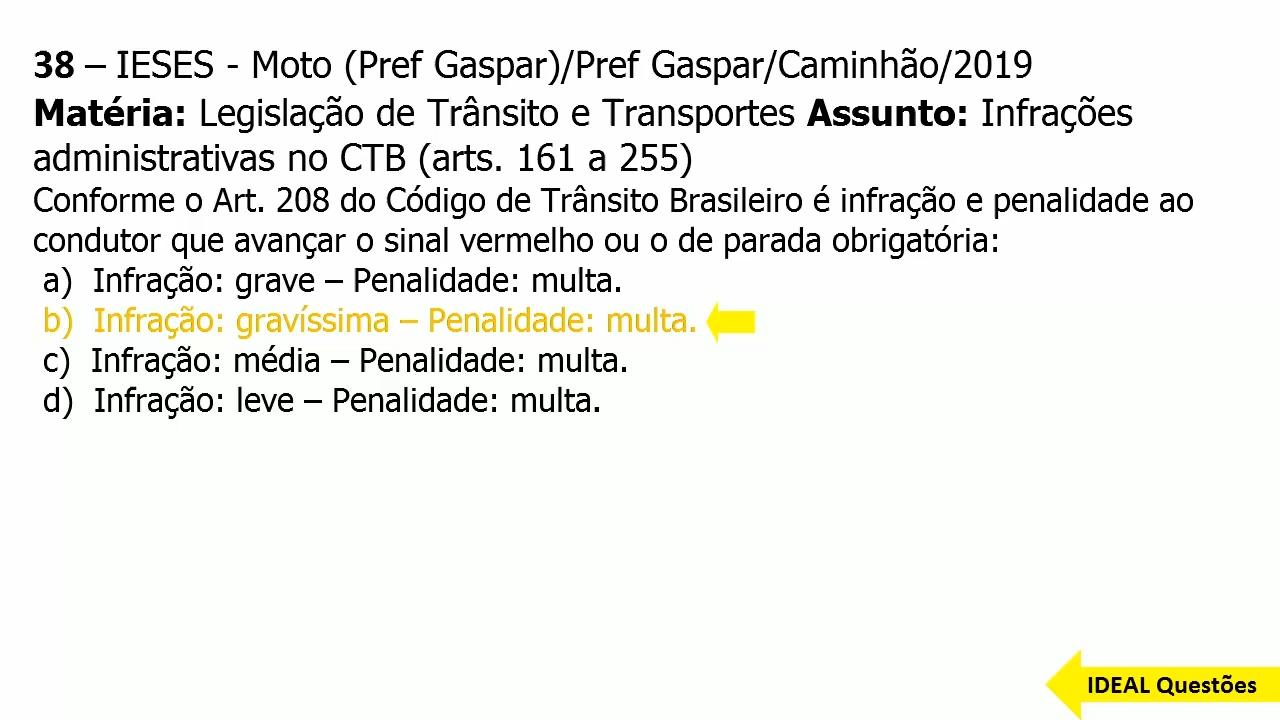 38 – IESES - Moto (Pref Gaspar)/Pref Gaspar/Caminhão/2019
Matéria: Legislação de Trânsito e Transportes Assunto: Infrações
administrativas no CTB (arts. 161 a 255)
Conforme o Art. 208 do Código de Trânsito Brasileiro é infração e penalidade ao
condutor que avançar o sinal vermelho ou o de parada obrigatória:
a) Infração: grave – Penalidade: multa.
b) Infração: gravíssima – Penalidade: multa.
c) Infração: média – Penalidade: multa.
d) Infração: leve – Penalidade: multa.
IDEAL Questões